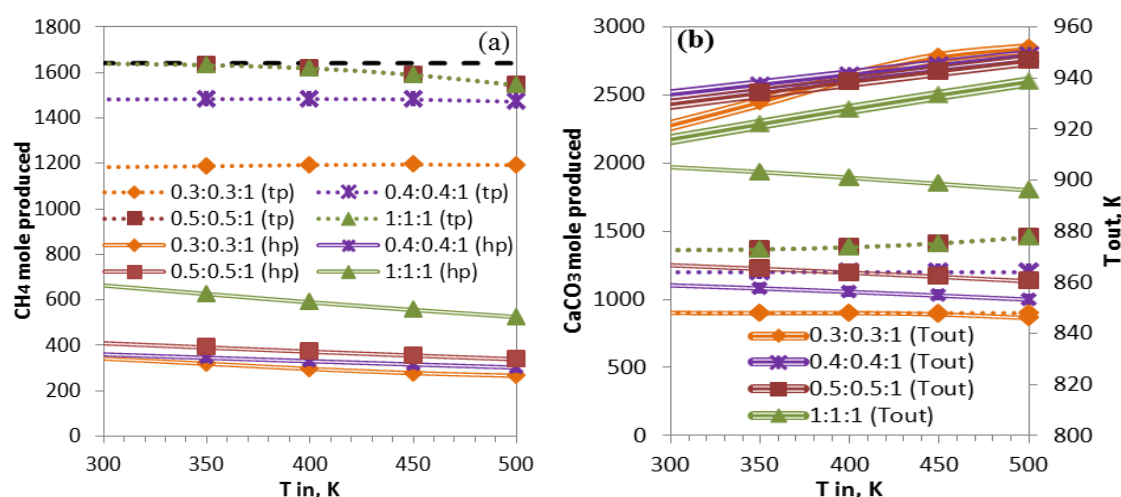 (a)
CH4 mole produced
1800
1600
1400
1200
1000
800
600
400
200
0
0.3:0.3:1 (tp)
0.4:0.4:1 (tp)
0.5:0.5:1 (tp)
1:1:1 (tp)
0.3:0.3:1 (hp)
0.4:0.4:1 (hp)
0.5:0.5:1 (hp)
1:1:1 (hp)
300 350 400 450 500
T in, K
(b)
CaCO3 mole produced
3000
2500
2000
1500
1000
500
0
0.3:0.3:1 (Tout)
0.4:0.4:1 (Tout)
0.5:0.5:1 (Tout)
1:1:1 (Tout)
300 350 400 450 500
T in, K
960
940
920
900
880
860
840
820
800
T out, K